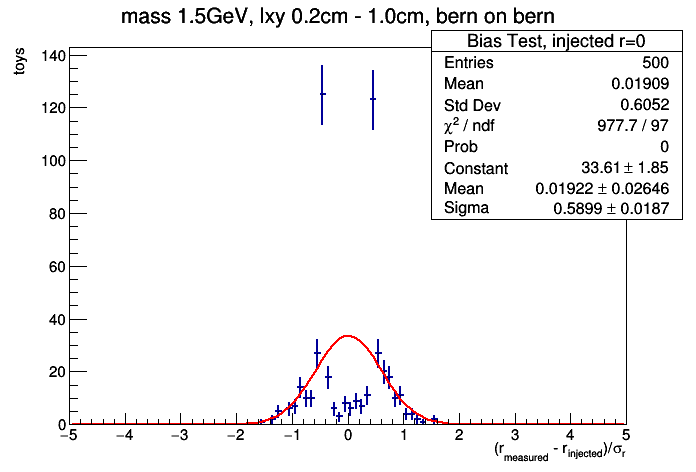 mass 1.5GeV, lxy 0.2cm - 1.0cm, bern on bern
Bias Test, injected r=0
Entries 500
Mean 0.01909
Std Dev 0.6052
χ² / ndf 977.7 / 97
Prob 0
Constant 33.61 ± 1.85
Mean 0.01922 ± 0.02646
Sigma 0.5899 ± 0.0187
toys
140
120
100
80
60
40
20
0
−5 −4 −3 −2 −1 0 1 2 3 4 5
(r_measured - r_injected)/σ_r